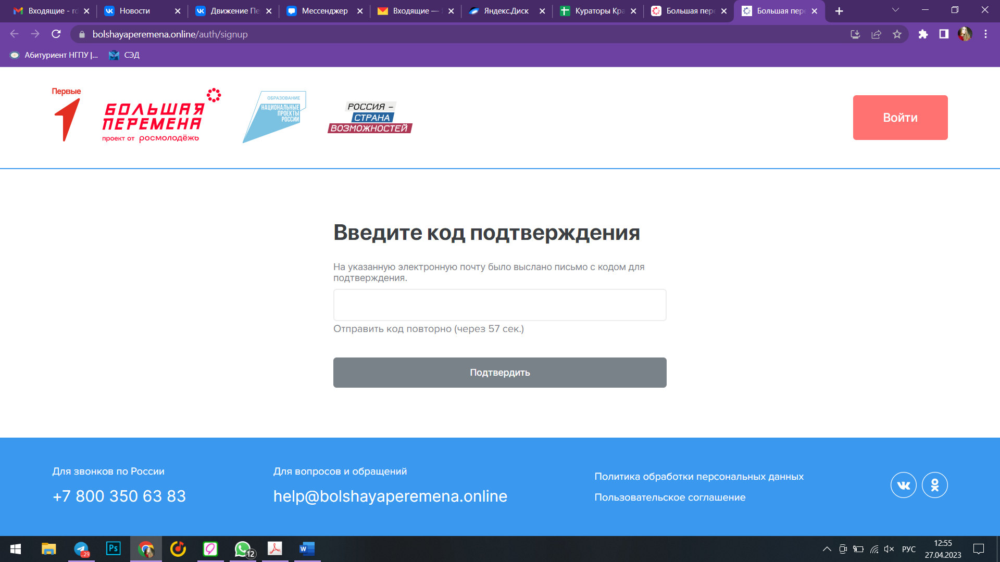 Входящие - ro
Новости
Движение Пе
Мессенджер
Входящие —
Яндекс.Диск
Кураторы Кра
Большая пере
Большая пере
bolshayaperemena.online/auth/signup
Абитуриент НГПУ |...
СЭД
Первые
БОЛЬШАЯ
ПЕРЕМЕНА
проект от росмолодёжь
ОБРАЗОВАНИЕ
НАЦИОНАЛЬНЫЕ
ПРОЕКТЫ
РОССИИ
РОССИЯ –
СТРАНА
ВОЗМОЖНОСТЕЙ
Войти
Введите код подтверждения
На указанную электронную почту было выслано письмо с кодом для
подтверждения.
Отправить код повторно (через 57 сек.)
Подтвердить
Для звонков по России
+7 800 350 63 83
Для вопросов и обращений
help@bolshayaperemena.online
Политика обработки персональных данных
Пользовательское соглашение
..29
Ps
12
W
РУС
12:55
27.04.2023